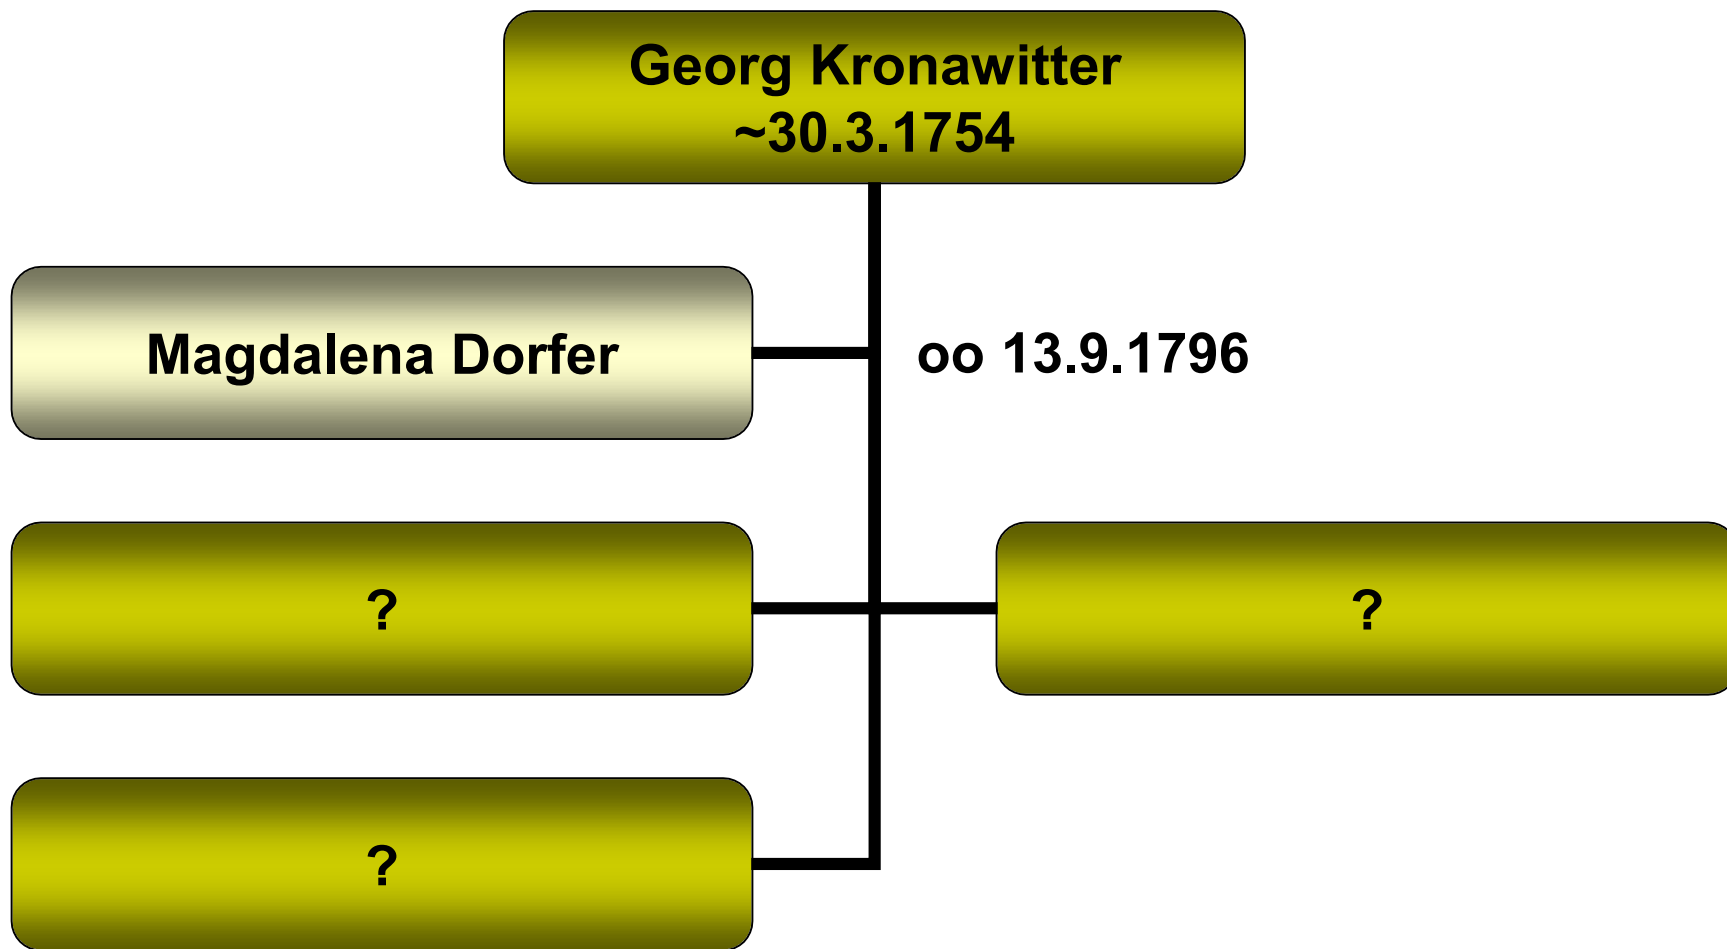 Georg Kronawitter
~30.3.1754
Magdalena Dorfer
oo 13.9.1796
?
?
?